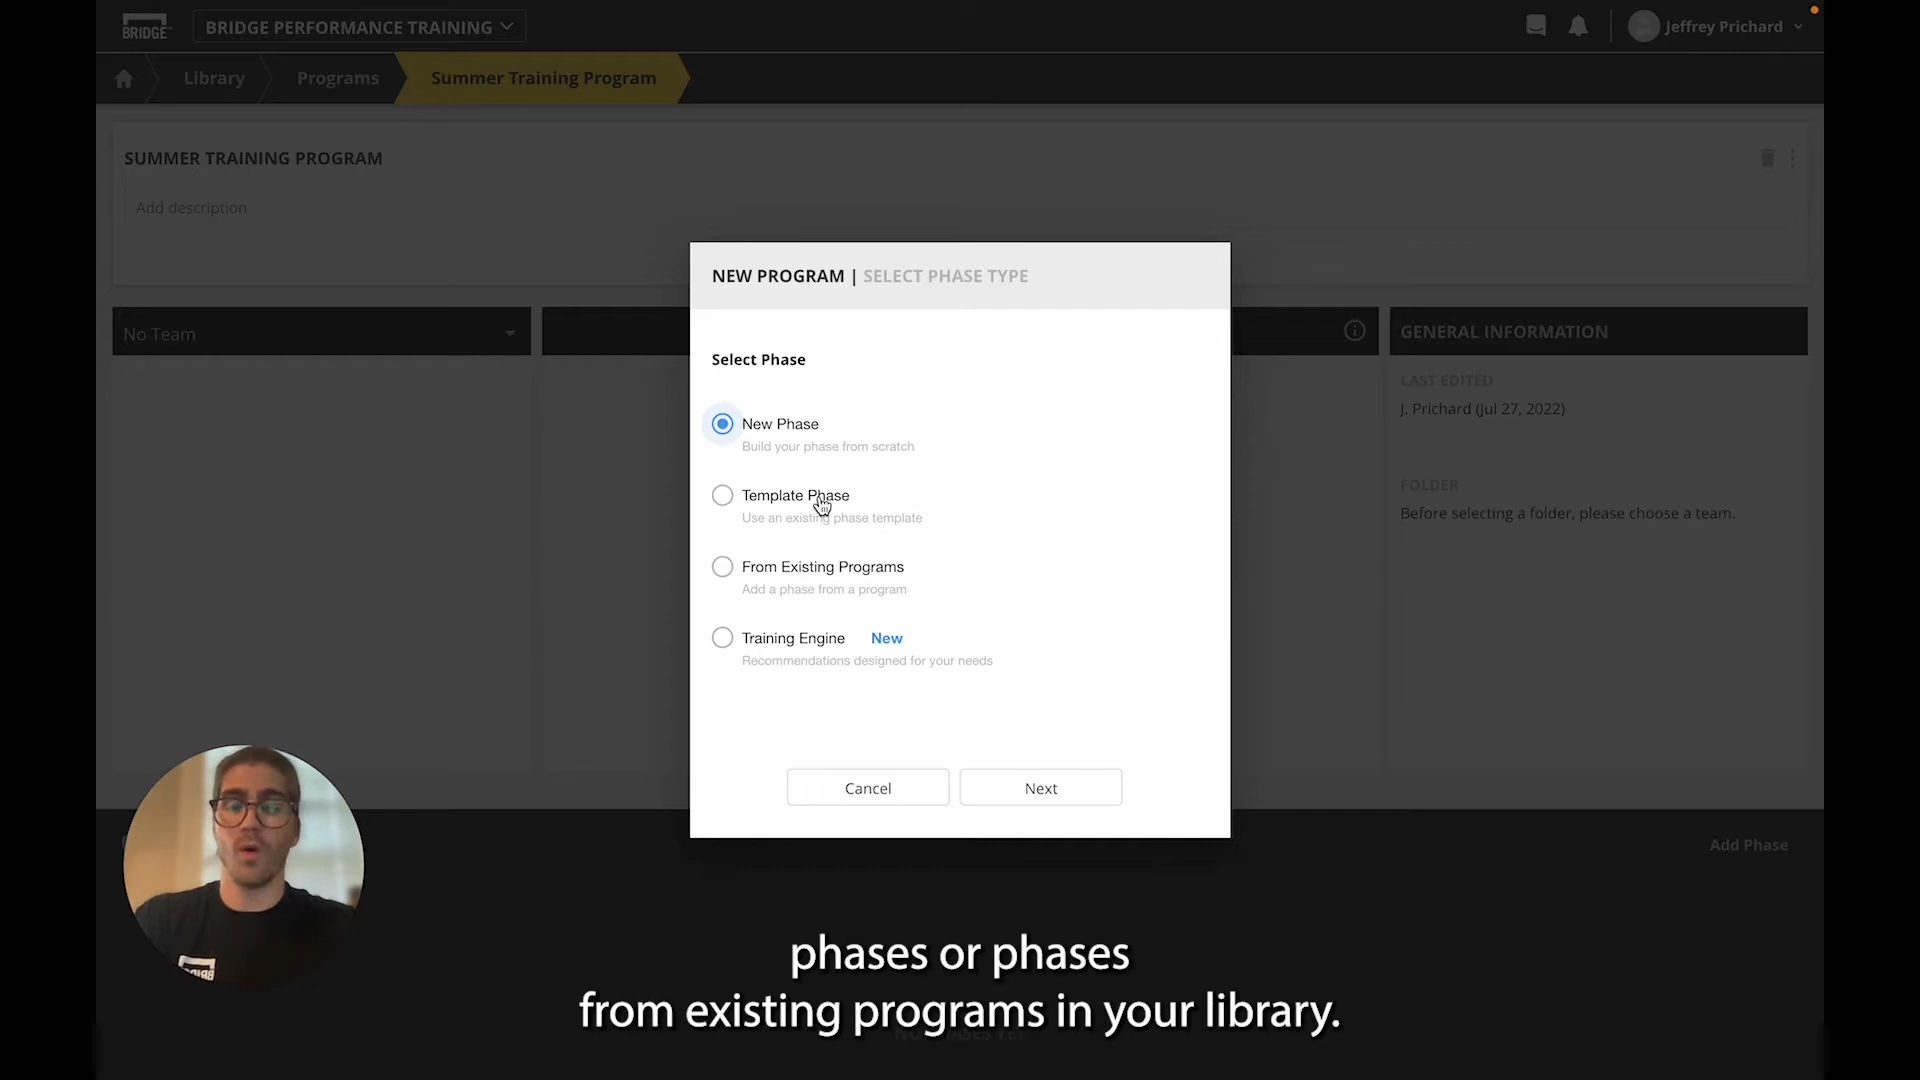 BRIDGE
BRIDGE PERFORMANCE TRAINING
Jeffrey Prichard
Library
Programs
Summer Training Program
SUMMER TRAINING PROGRAM
Add description
NEW PROGRAM | SELECT PHASE TYPE
No Team
GENERAL INFORMATION
Select Phase
LAST EDITED
J. Prichard (Jul 27, 2022)
New Phase
Build your phase from scratch
Template Phase
Use an existing phase template
FOLDER
Before selecting a folder, please choose a team.
From Existing Programs
Add a phase from a program
Training Engine New
Recommendations designed for your needs
Cancel
Next
Add Phase
phases or phases
from existing programs in your library.